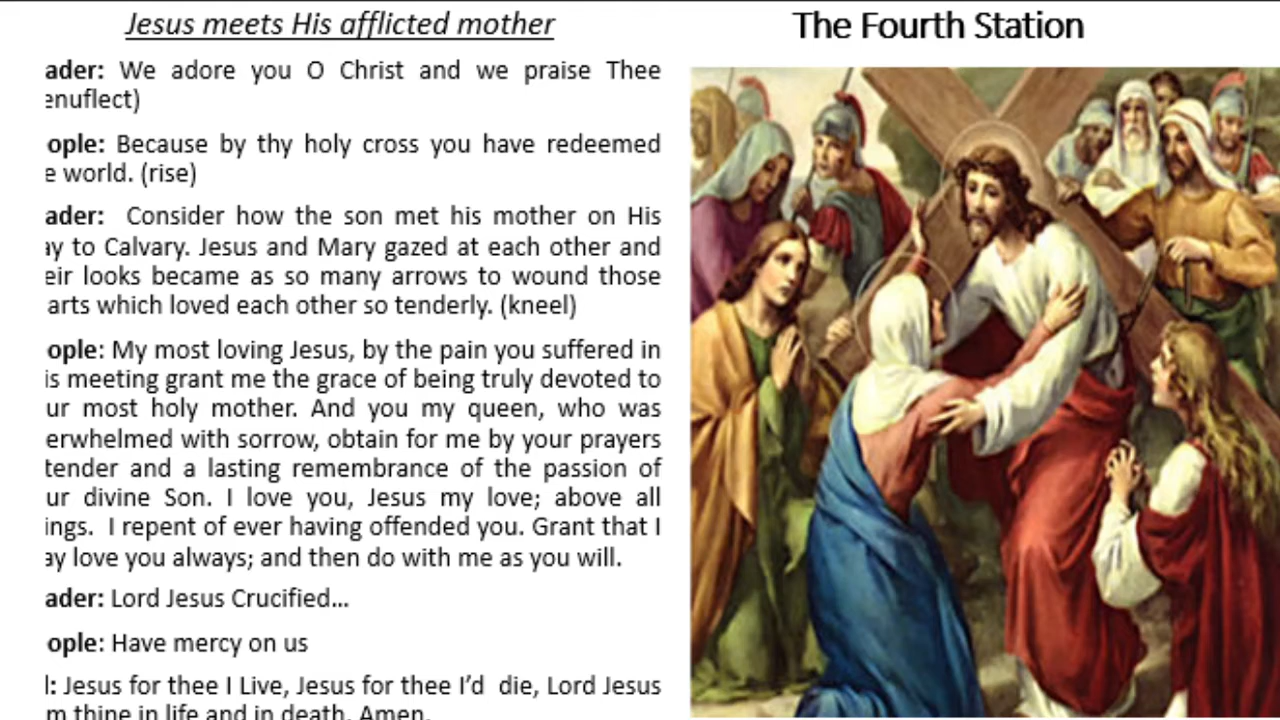 Jesus meets His afflicted mother
ader: We adore you O Christ and we praise Thee
enuflect)
ople: Because by thy holy cross you have redeemed
e world. (rise)
ader: Consider how the son met his mother on His
ay to Calvary. Jesus and Mary gazed at each other and
eir looks became as so many arrows to wound those
arts which loved each other so tenderly. (kneel)
ople: My most loving Jesus, by the pain you suffered in
is meeting grant me the grace of being truly devoted to
ur most holy mother. And you my queen, who was
erwhelmed with sorrow, obtain for me by your prayers
tender and a lasting remembrance of the passion of
ur divine Son. I love you, Jesus my love; above all
ings. I repent of ever having offended you. Grant that I
ay love you always; and then do with me as you will.
ader: Lord Jesus Crucified...
ople: Have mercy on us
l: Jesus for thee I Live, Jesus for thee I'd die, Lord Jesus
m thine in life and in death. Amen.
The Fourth Station